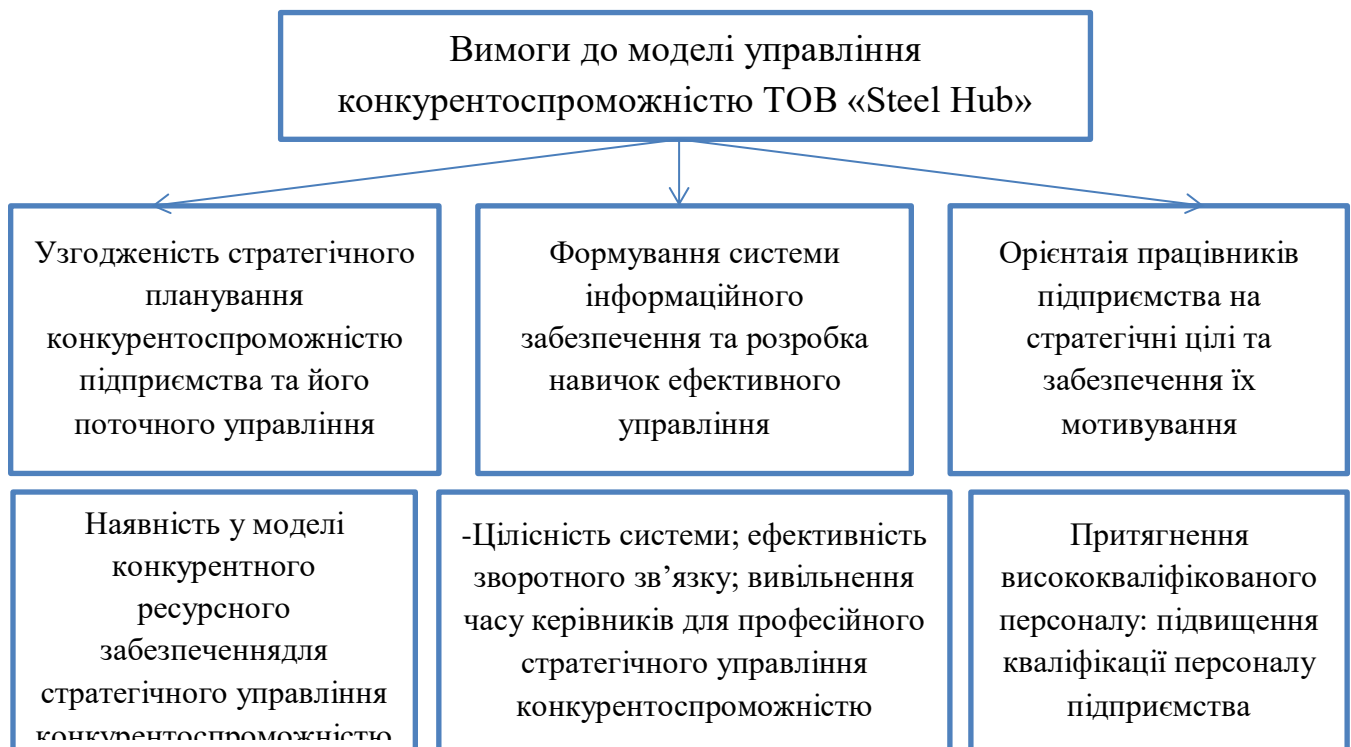 Вимоги до моделі управління
конкурентоспроможністю ТОВ «Steel Hub»
Узгодженість стратегічного
планування
конкурентоспроможністю
підприємства та його
поточного управління
Формування системи
інформаційного
забезпечення та розробка
навичок ефективного
управління
Орієнтаія працівників
підприємства на
стратегічні цілі та
забезпечення їх
мотивування
Наявність у моделі
конкурентного
ресурсного
забезпеченнядля
стратегічного управління
конкурентоспроможністю
-Цілісність системи; ефективність
зворотного зв’язку; вивільнення
часу керівників для професійного
стратегічного управління
конкурентоспроможністю
Притягнення
висококваліфікованого
персоналу: підвищення
кваліфікації персоналу
підприємства